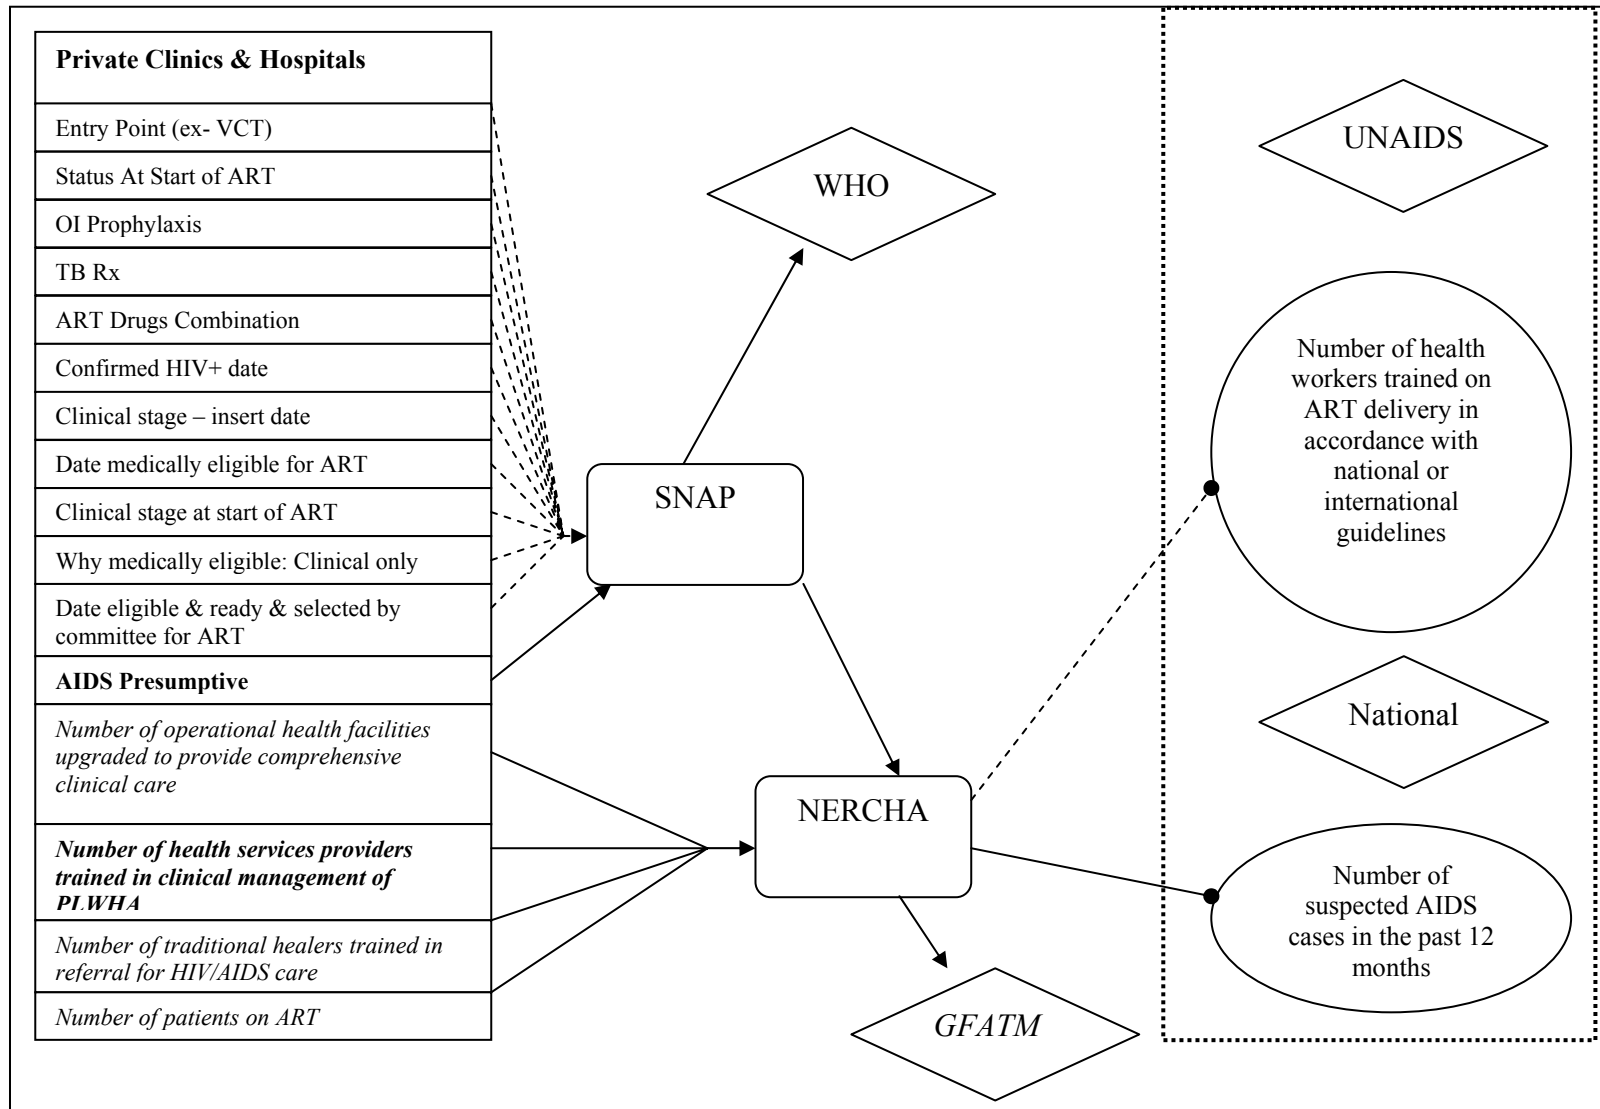 Private Clinics & Hospitals
Entry Point (ex- VCT)
Status At Start of ART
OI Prophylaxis
TB Rx
ART Drugs Combination
Confirmed HIV+ date
Clinical stage – insert date
Date medically eligible for ART
Clinical stage at start of ART
Why medically eligible: Clinical only
Date eligible & ready & selected by
committee for ART
AIDS Presumptive
Number of operational health facilities
upgraded to provide comprehensive
clinical care
Number of health services providers
trained in clinical management of
PLWHA
Number of traditional healers trained in
referral for HIV/AIDS care
Number of patients on ART
WHO
SNAP
NERCHA
GFATM
UNAIDS
Number of health
workers trained on
ART delivery in
accordance with
national or
international
guidelines
National
Number of
suspected AIDS
cases in the past 12
months